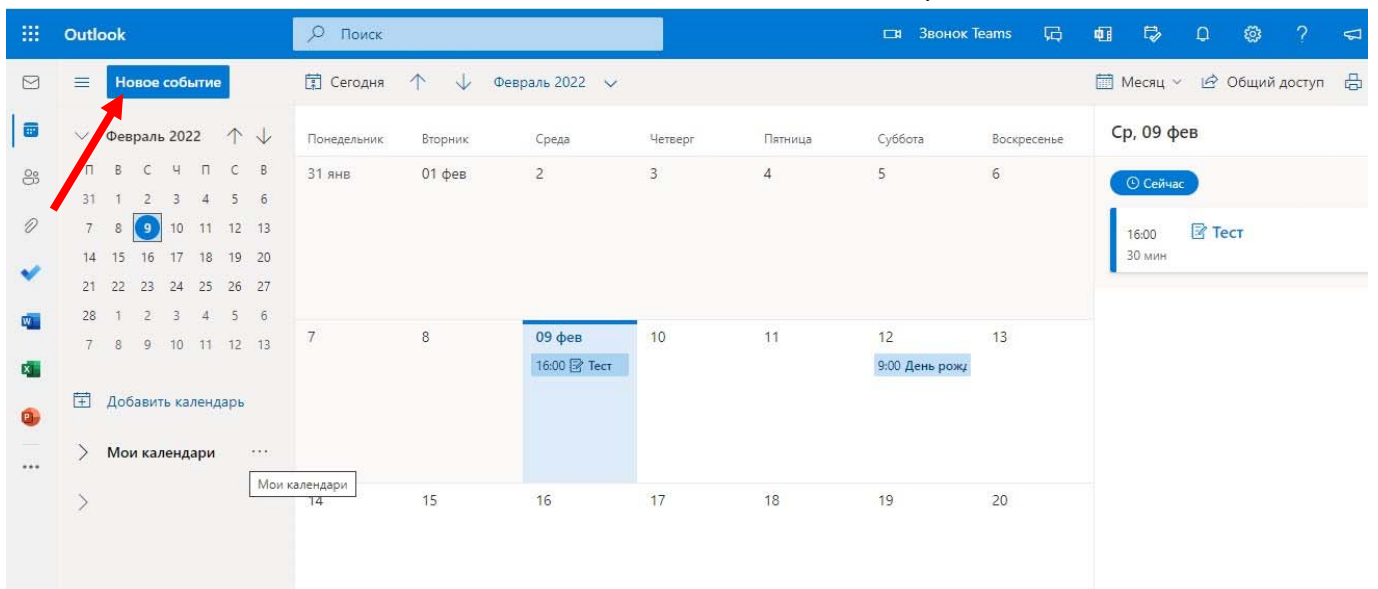 Outlook
Поиск
Звонок Teams
Новое событие
Сегодня
Февраль 2022
Месяц
Общий доступ
Февраль 2022
П В С Ч П С В
31 1 2 3 4 5 6
7 8 9 10 11 12 13
14 15 16 17 18 19 20
21 22 23 24 25 26 27
28 1 2 3 4 5 6
7 8 9 10 11 12 13
Добавить календарь
Мои календари
Мои календари
Понедельник Вторник Среда Четверг Пятница Суббота Воскресенье
31 янв 01 фев 2 3 4 5 6
7 8 09 фев 10 11 12 13
16:00 Тест
9:00 День рож
14 15 16 17 18 19 20
Ср, 09 фев
Сейчас
16:00 Тест
30 мин